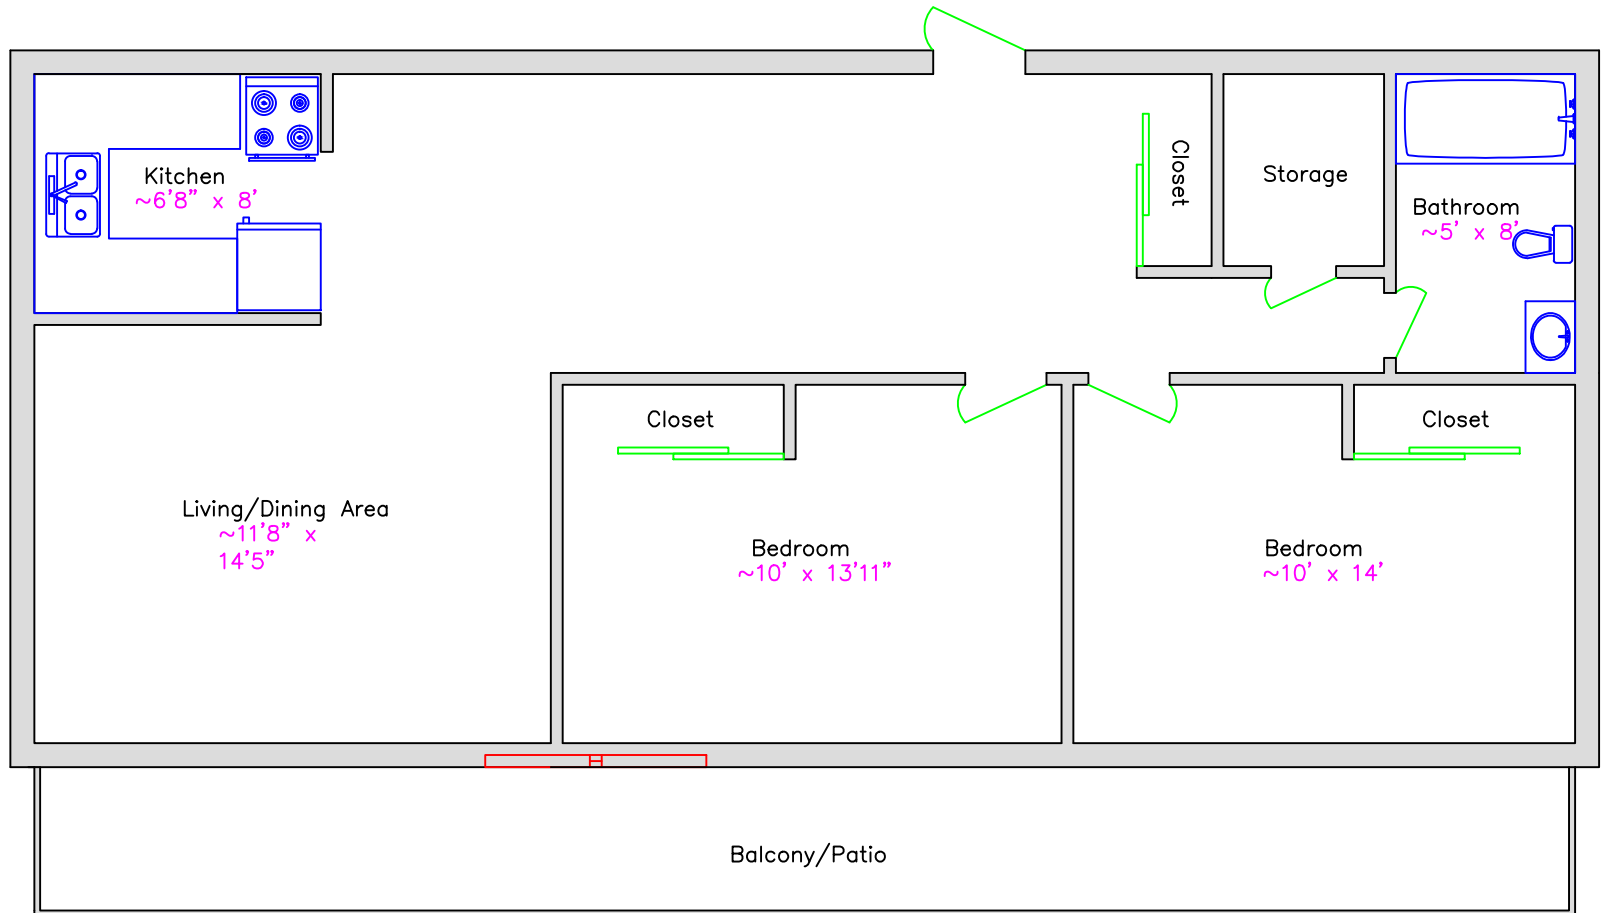 Kitchen
~6'8" x 8'
Closet
Storage
Bathroom
~5' x 8'
Closet
Closet
Living/Dining Area
~11'8" x
14'5"
Bedroom
~10' x 13'11"
Bedroom
~10' x 14'
Balcony/Patio